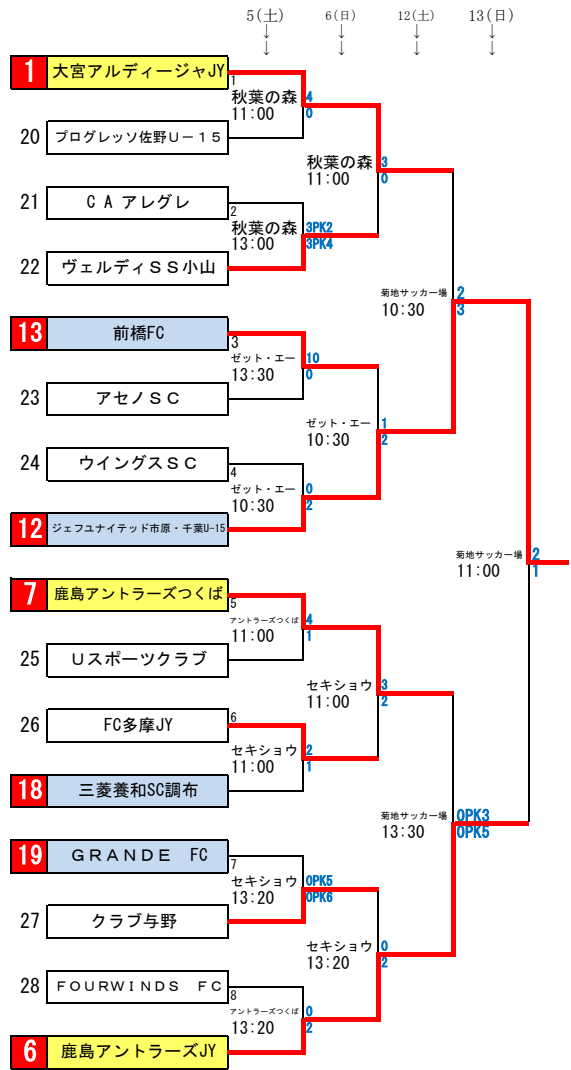 5(土) 6(日) 12(土) 13(日)
↓ ↓ ↓ ↓
↓ ↓ ↓ ↓
1 大宮アルディージャJY
1
秋葉の森 4
11:00 0
20 プログレッソ佐野U－15
秋葉の森 3
11:00 0
21 CA アレグレ
2
秋葉の森 3PK2
13:00 3PK4
22 ヴェルディSS小山
菊地サッカー場 2
10:30 3
13 前橋FC
3
ゼット・エー 10
13:30 0
23 アセノSC
ゼット・エー 1
10:30 2
24 ウイングスSC
4
ゼット・エー 0
10:30 2
12 ジェフユナイテッド市原・千葉U-15
菊地サッカー場 2
11:00 1
7 鹿島アントラーズつくば
5
アントラーズつくば 4
11:00 1
25 Uスポーツクラブ
セキショウ 3
11:00 2
26 FC多摩JY
6
セキショウ 2
11:00 1
18 三菱養和SC調布
菊地サッカー場 0PK3
13:30 0PK5
19 GRANDE FC
7
セキショウ 0PK5
13:20 0PK6
27 クラブ与野
セキショウ 0
13:20 2
28 FOURWINDS FC
8
アントラーズつくば 0
13:20 2
6 鹿島アントラーズJY